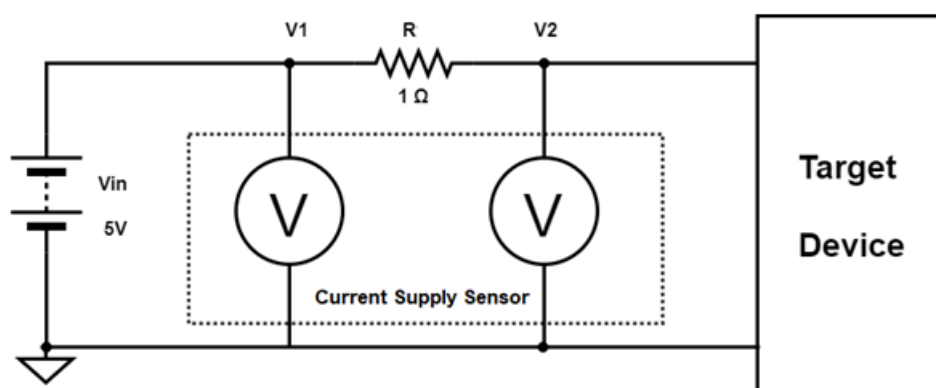 V1
R
V2
1 Ω
Vin
5V
V
V
Current Supply Sensor
Target
Device